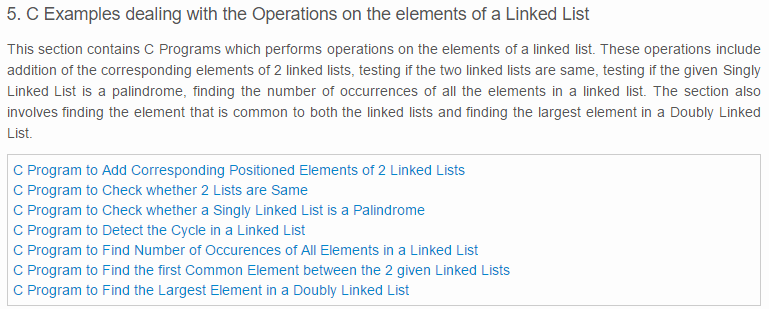 5. C Examples dealing with the Operations on the elements of a Linked List
This section contains C Programs which performs operations on the elements of a linked list. These operations include
addition of the corresponding elements of 2 linked lists, testing if the two linked lists are same, testing if the given Singly
Linked List is a palindrome, finding the number of occurrences of all the elements in a linked list. The section also
involves finding the element that is common to both the linked lists and finding the largest element in a Doubly Linked
List.
C Program to Add Corresponding Positioned Elements of 2 Linked Lists
C Program to Check whether 2 Lists are Same
C Program to Check whether a Singly Linked List is a Palindrome
C Program to Detect the Cycle in a Linked List
C Program to Find Number of Occurences of All Elements in a Linked List
C Program to Find the first Common Element between the 2 given Linked Lists
C Program to Find the Largest Element in a Doubly Linked List